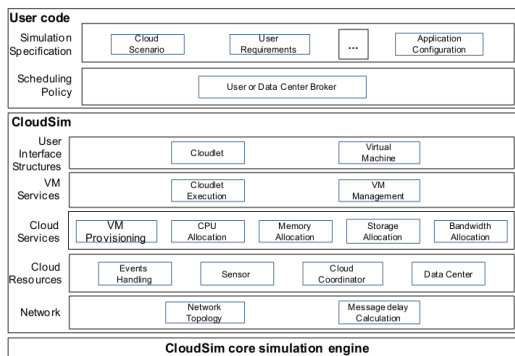 User code
Simulation
Specification
Cloud
Scenario
User
Requirements
...
Application
Configuration
Scheduling
Policy
User or Data Center Broker
CloudSim
User
Interface
Structures
Cloudlet
Virtual
Machine
VM
Services
Cloudlet
Execution
VM
Management
Cloud
Services
VM
Provisioning
CPU
Allocation
Memory
Allocation
Storage
Allocation
Bandwidth
Allocation
Cloud
Resources
Events
Handling
Sensor
Cloud
Coordinator
Data Center
Network
Network
Topology
Message delay
Calculation
CloudSim core simulation engine